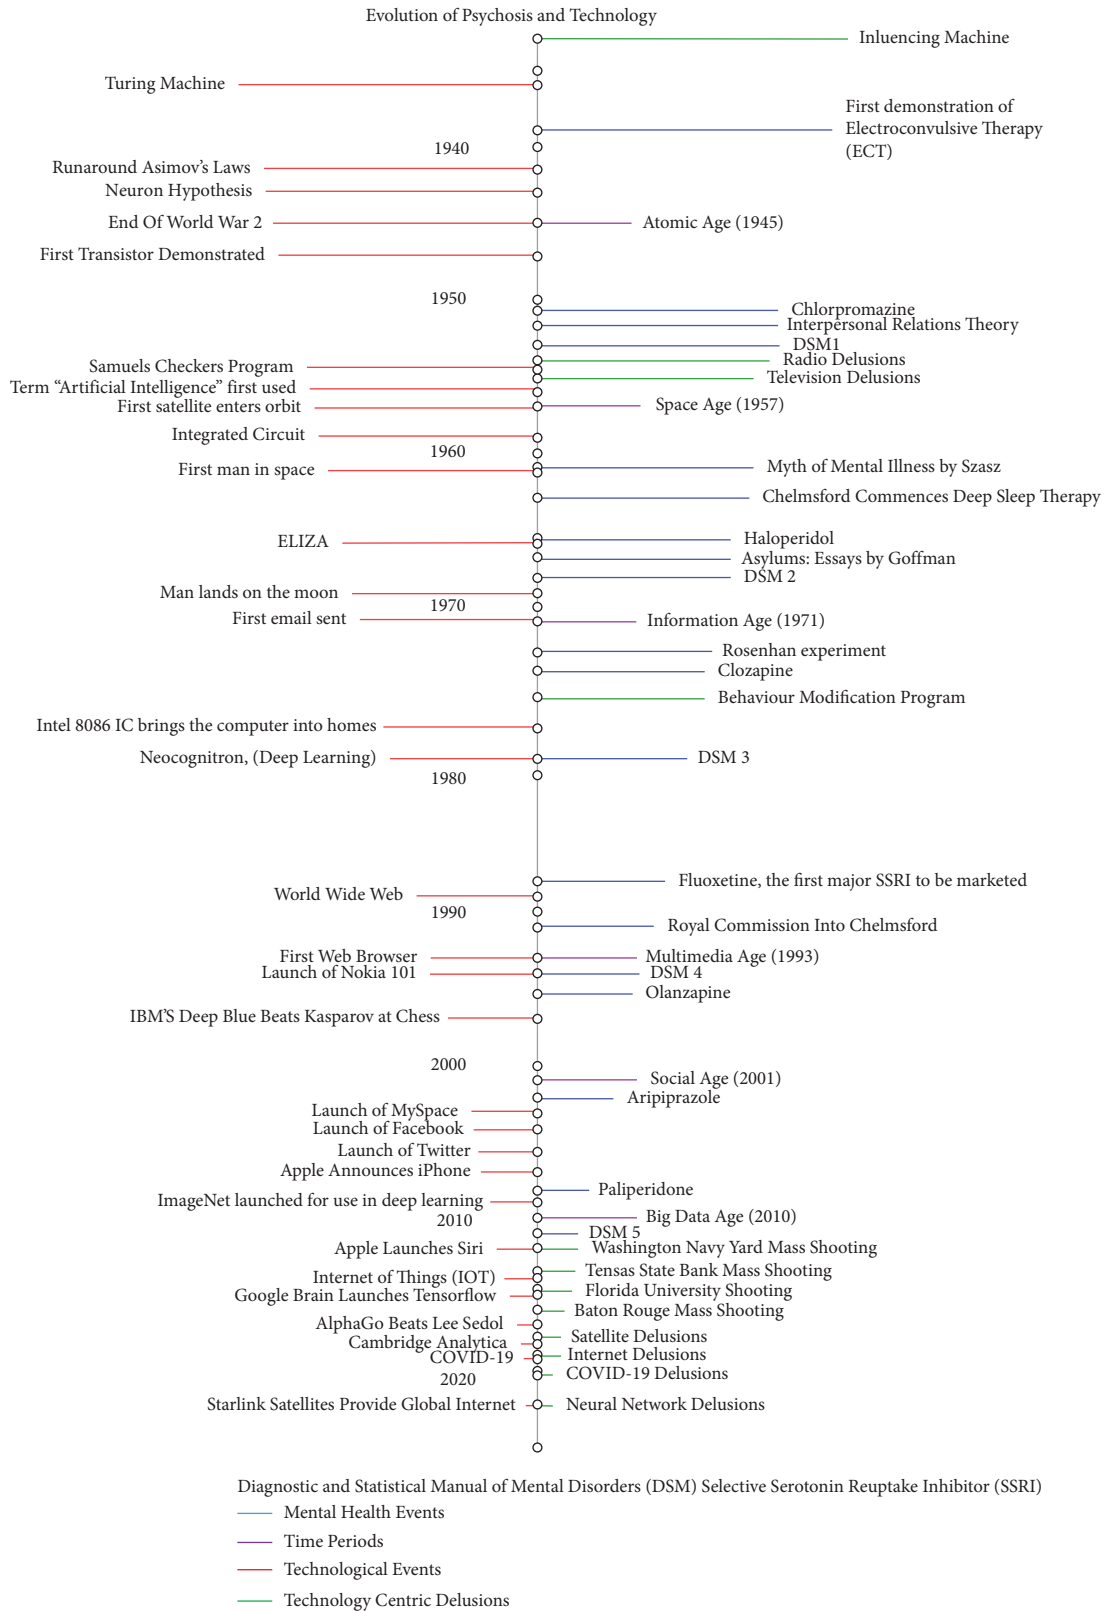 Evolution of Psychosis and Technology
Inluencing Machine
Turing Machine
First demonstration of
Electroconvulsive Therapy
(ECT)
1940
Runaround Asimov's Laws
Neuron Hypothesis
End Of World War 2
Atomic Age (1945)
First Transistor Demonstrated
1950
Chlorpromazine
Interpersonal Relations Theory
DSM1
Radio Delusions
Samuels Checkers Program
Television Delusions
Term "Artificial Intelligence" first used
First satellite enters orbit
Space Age (1957)
Integrated Circuit
1960
First man in space
Myth of Mental Illness by Szasz
Chelmsford Commences Deep Sleep Therapy
ELIZA
Haloperidol
Asylums: Essays by Goffman
DSM 2
Man lands on the moon
1970
First email sent
Information Age (1971)
Rosenhan experiment
Clozapine
Behaviour Modification Program
Intel 8086 IC brings the computer into homes
Neocognitron, (Deep Learning)
DSM 3
1980
Fluoxetine, the first major SSRI to be marketed
World Wide Web
1990
Royal Commission Into Chelmsford
First Web Browser
Multimedia Age (1993)
Launch of Nokia 101
DSM 4
Olanzapine
IBM'S Deep Blue Beats Kasparov at Chess
2000
Social Age (2001)
Aripiprazole
Launch of MySpace
Launch of Facebook
Launch of Twitter
Apple Announces iPhone
Paliperidone
ImageNet launched for use in deep learning
2010
Big Data Age (2010)
DSM 5
Apple Launches Siri
Washington Navy Yard Mass Shooting
Tensas State Bank Mass Shooting
Internet of Things (IOT)
Florida University Shooting
Google Brain Launches Tensorflow
Baton Rouge Mass Shooting
AlphaGo Beats Lee Sedol
Satellite Delusions
Cambridge Analytica
Internet Delusions
COVID-19
COVID-19 Delusions
2020
Starlink Satellites Provide Global Internet
Neural Network Delusions
Diagnostic and Statistical Manual of Mental Disorders (DSM) Selective Serotonin Reuptake Inhibitor (SSRI)
Mental Health Events
Time Periods
Technological Events
Technology Centric Delusions